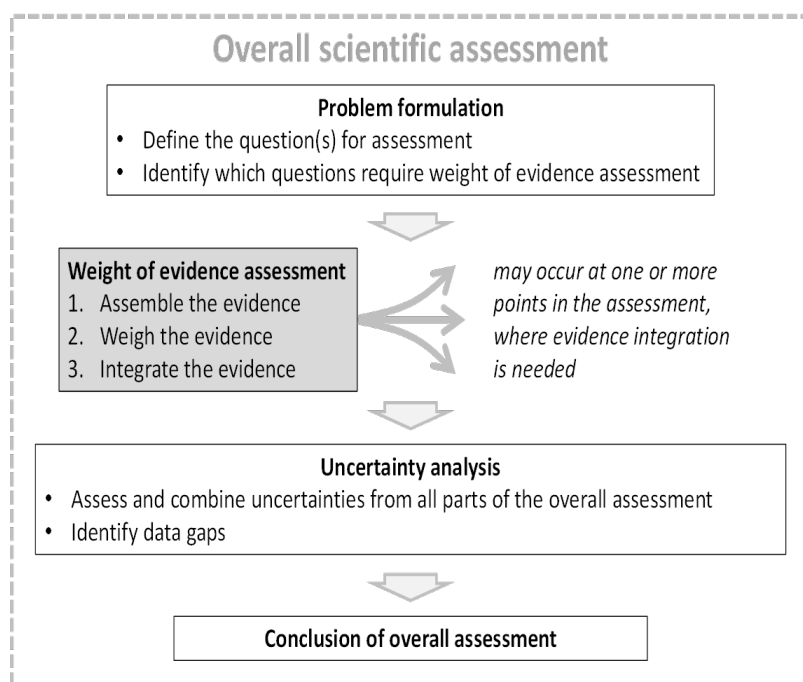 Overall scientific assessment
Problem formulation
• Define the question(s) for assessment
• Identify which questions require weight of evidence assessment
Weight of evidence assessment
1. Assemble the evidence
2. Weigh the evidence
3. Integrate the evidence
may occur at one or more
points in the assessment,
where evidence integration
is needed
Uncertainty analysis
• Assess and combine uncertainties from all parts of the overall assessment
• Identify data gaps
Conclusion of overall assessment